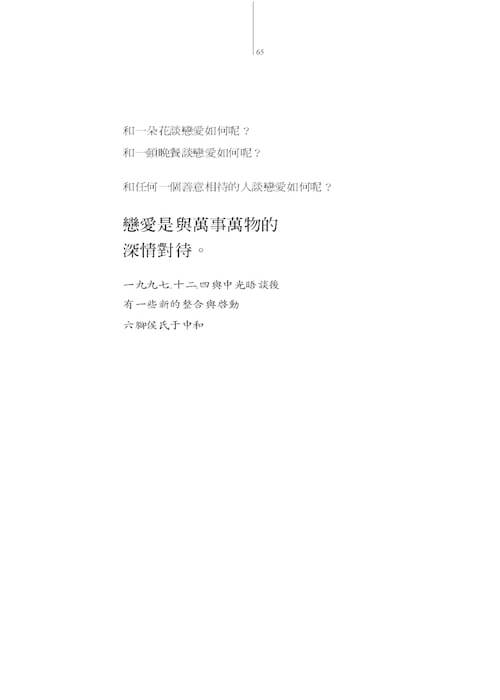 65
和一朵花談戀愛如何呢？
和一頓晚餐談戀愛如何呢？
和任何一個善意相待的人談戀愛如何呢？
戀愛是與萬事萬物的
深情對待。
一九九七.十二.四與中光晤談後
有一些新的整合與啓動
六腳侯氏于中和